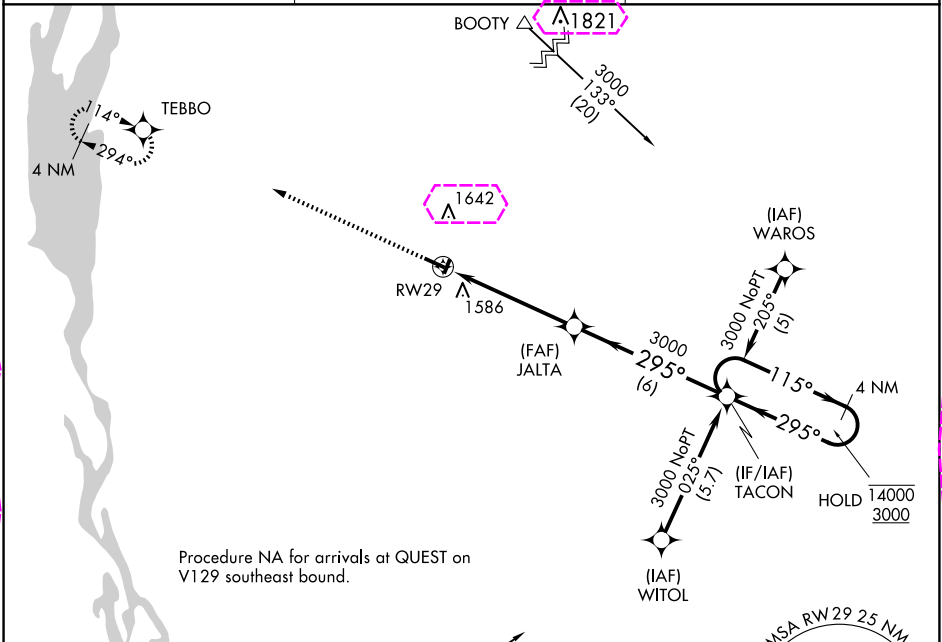 BOOTY
1821
3000
133°
(20)
114°
TEBBO
294°
4 NM
1642
(IAF)
WAROS
RW29
1586
3000 NoPT
205°
(5)
(FAF)
JALTA
3000
295°
(6)
115°
4 NM
295°
3000 NoPT
025°
(5.7)
(IF/IAF)
TACON
HOLD
14000
3000
Procedure NA for arrivals at QUEST on
V129 southeast bound.
(IAF)
WITOL
MSA RW29 25 NM